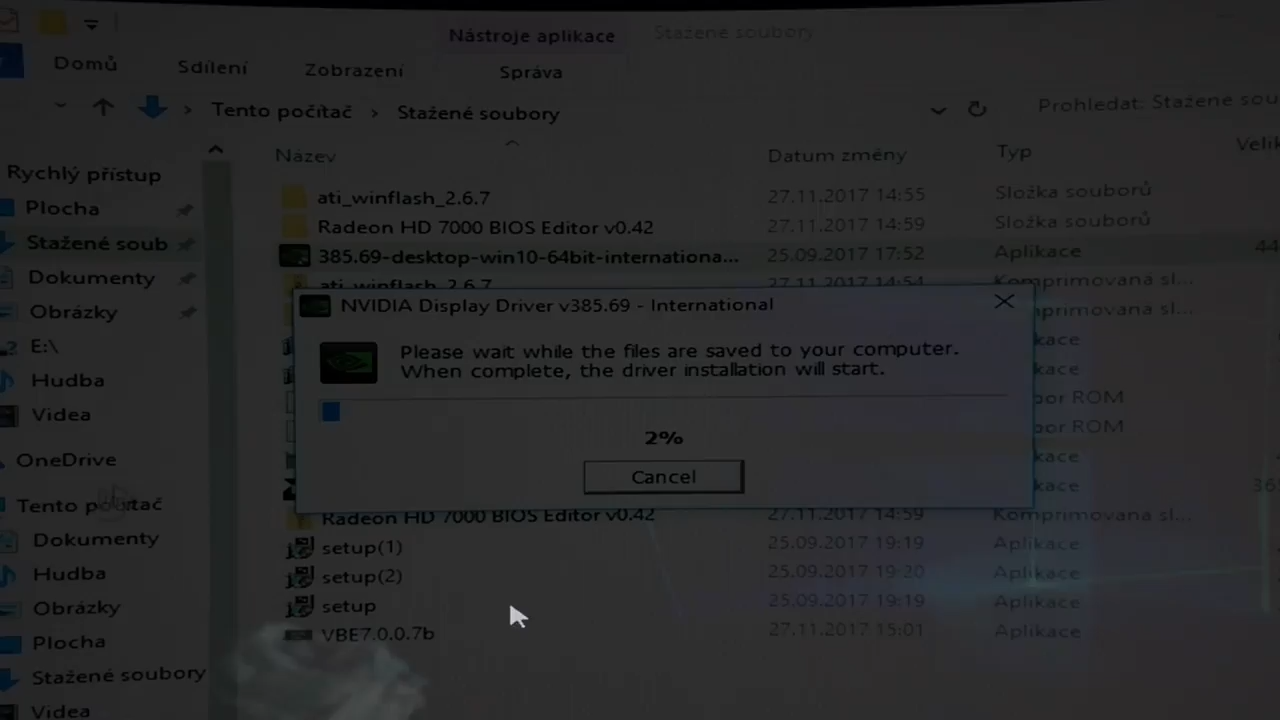 Nástroje aplikace
Stažené soubory
Domů
Sdílení
Zobrazení
Správa
Tento počítač
Stažené soubory
Prohledat: Stažené sou
Název
Datum změny
Typ
Velik
Rychlý přístup
Plocha
Stažené soub
Dokumenty
Obrázky
E:\
Hudba
Videa
OneDrive
Tento počítač
Dokumenty
Hudba
Obrázky
Plocha
Stažené soubory
Videa
ati_winflash_2.6.7 27.11.2017 14:55 Složka souborů
Radeon HD 7000 BIOS Editor v0.42 27.11.2017 14:59 Složka souborů
385.69-desktop-win10-64bit-internationa... 25.09.2017 17:52 Aplikace 44
ati_winflash_2.6.7 27.11.2017 14:54 Komprimovaná sl...
NVIDIA Display Driver v385.69 - International
Please wait while the files are saved to your computer.
When complete, the driver installation will start.
2%
Cancel
mprimovaná sl...
kace
kace
bor ROM
bor ROM
kace
kace 36
Radeon HD 7000 BIOS Editor v0.42 27.11.2017 14:59 Komprimovaná sl...
setup(1) 25.09.2017 19:19 Aplikace
setup(2) 25.09.2017 19:20 Aplikace
setup 25.09.2017 19:19 Aplikace
VBE7.0.0.7b 27.11.2017 15:01 Aplikace